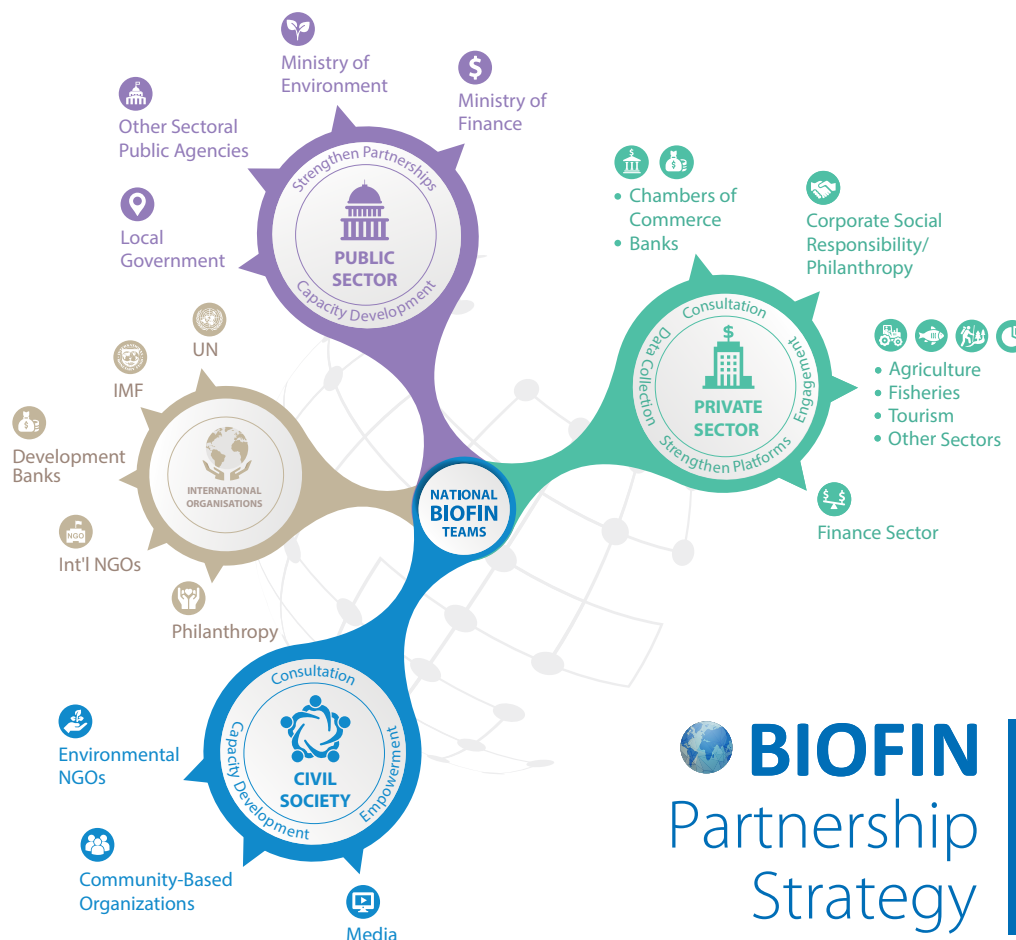 Ministry of
Environment
$
Ministry of
Finance
Other Sectoral
Public Agencies
Local
Government
Strengthen Partnerships
PUBLIC
SECTOR
Capacity Development
$
$
• Chambers of
Commerce
• Banks
Corporate Social
Responsibility/
Philanthropy
Consultation
Data Collection
Engagement
Strengthen Platforms
$
PRIVATE
SECTOR
• Agriculture
• Fisheries
• Tourism
• Other Sectors
$ $
Finance Sector
UN
IMF
$
Development
Banks
NGO
Int'l NGOs
Philanthropy
INTERNATIONAL
ORGANISATIONS
NATIONAL
BIOFIN
TEAMS
Consultation
Capacity Development
Empowerment
CIVIL
SOCIETY
Environmental
NGOs
Community-Based
Organizations
Media
BIOFIN
Partnership
Strategy